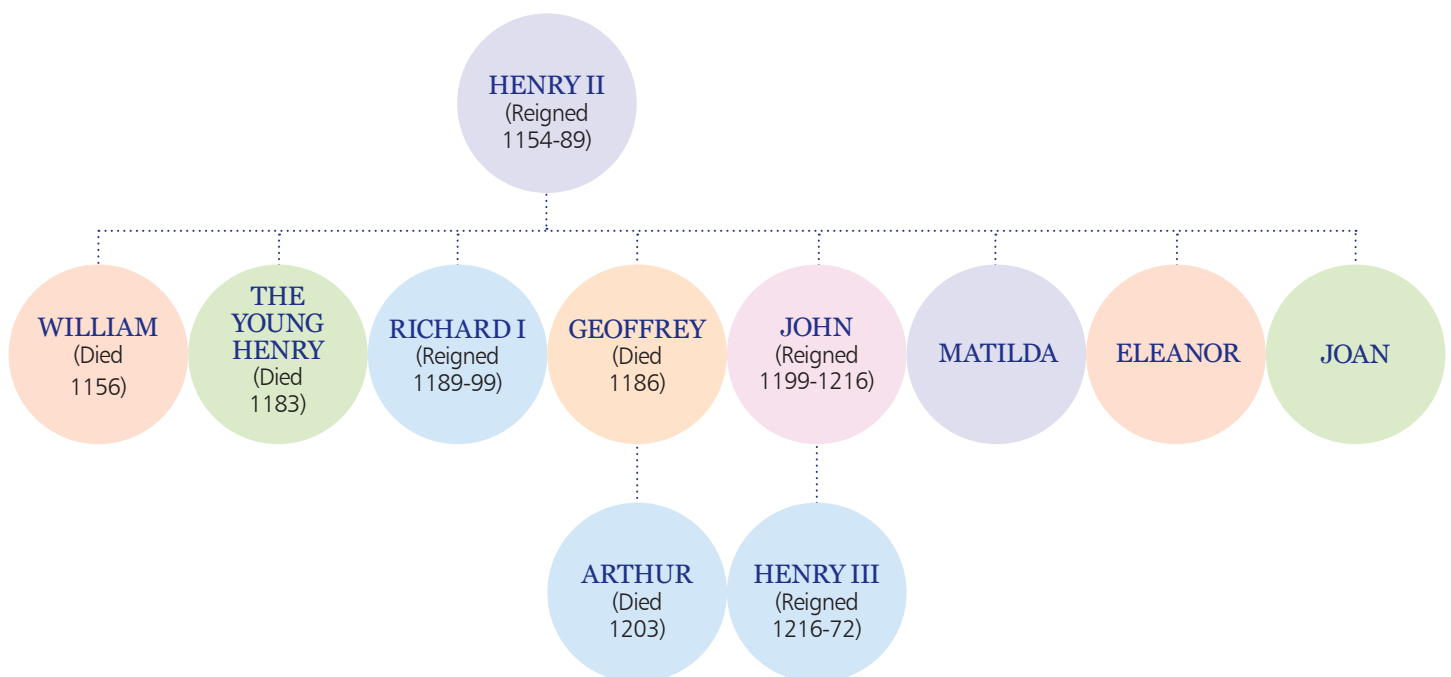 HENRY II
(Reigned
1154-89)
WILLIAM
(Died
1156)
THE
YOUNG
HENRY
(Died
1183)
RICHARD I
(Reigned
1189-99)
GEOFFREY
(Died
1186)
JOHN
(Reigned
1199-1216)
MATILDA
ELEANOR
JOAN
ARTHUR
(Died
1203)
HENRY III
(Reigned
1216-72)